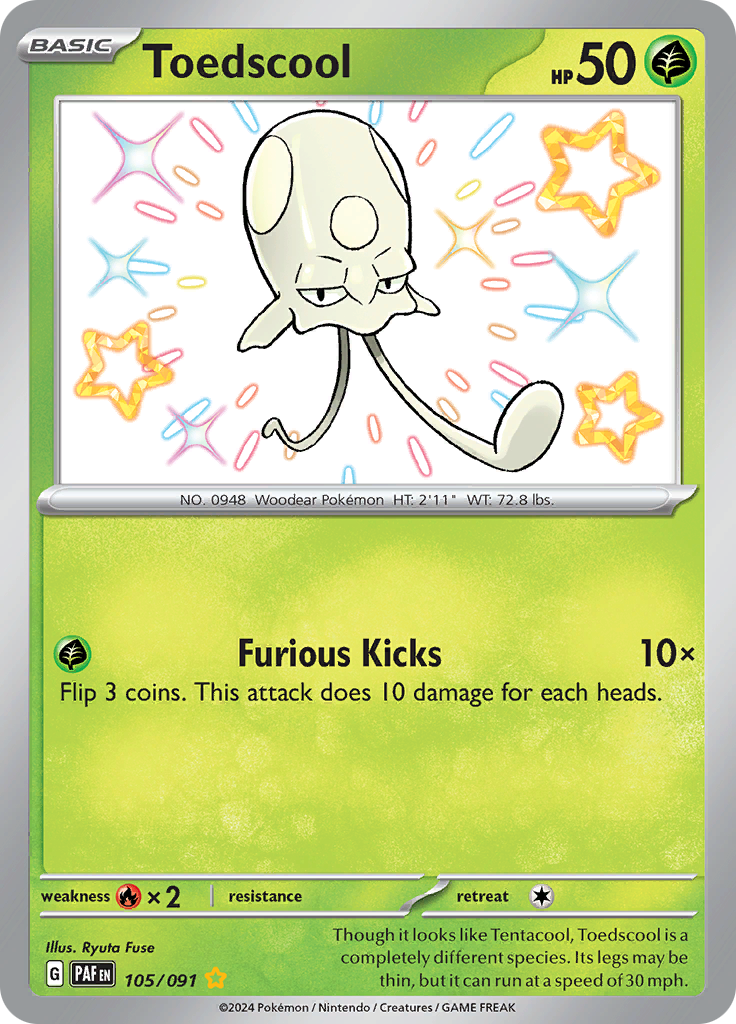 BASIC
Toedscool
HP 50
NO. 0948 Woodear Pokémon HT: 2'11" WT: 72.8 lbs.
Furious Kicks 10×
Flip 3 coins. This attack does 10 damage for each heads.
weakness ×2 resistance retreat
Illus. Ryuta Fuse
Though it looks like Tentacool, Toedscool is a
completely different species. Its legs may be
thin, but it can run at a speed of 30 mph.
G PAF EN 105/091
©2024 Pokémon / Nintendo / Creatures / GAME FREAK